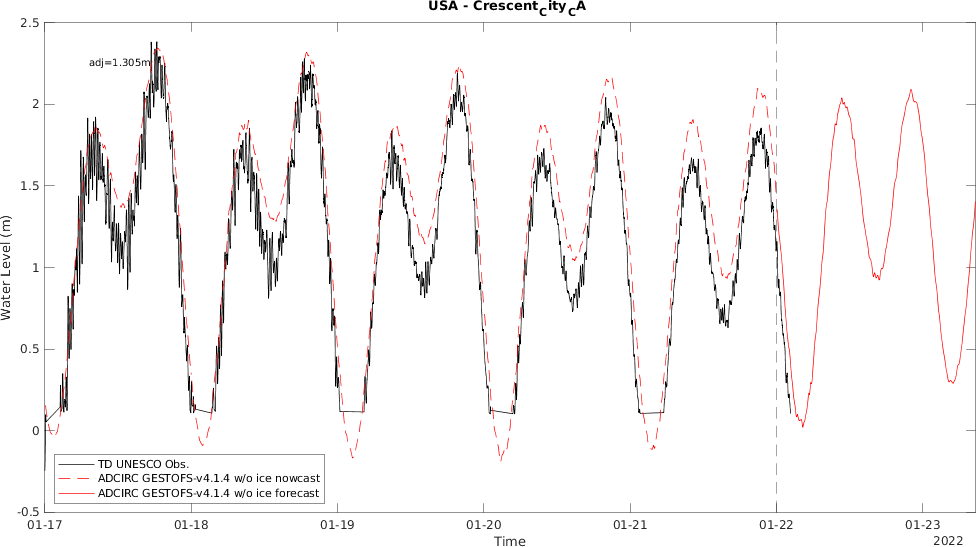 USA - Crescent_City_CA
2.5
adj=1.305m
2
1.5
1
0.5
0
-0.5
Water Level (m)
TD UNESCO Obs.
ADCIRC GESTOFS-v4.1.4 w/o ice nowcast
ADCIRC GESTOFS-v4.1.4 w/o ice forecast
01-17 01-18 01-19 01-20 01-21 01-22 01-23
Time
2022